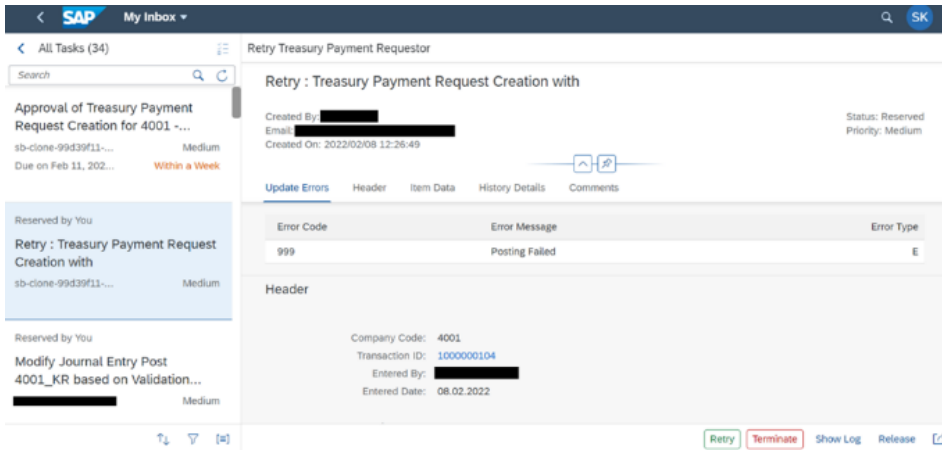 SAP My Inbox SK
All Tasks (34)
Search
Approval of Treasury Payment
Request Creation for 4001 -...
sb-clone-99d39f11-... Medium
Due on Feb 11, 202... Within a Week
Reserved by You
Retry : Treasury Payment Request
Creation with
sb-clone-99d39f11-... Medium
Reserved by You
Modify Journal Entry Post
4001_KR based on Validation...
Medium
Retry Treasury Payment Requestor
Retry : Treasury Payment Request Creation with
Created By:
Email:
Created On: 2022/02/08 12:26:49
Status: Reserved
Priority: Medium
Update Errors Header Item Data History Details Comments
Error Code Error Message Error Type
999 Posting Failed E
Header
Company Code: 4001
Transaction ID: 1000000104
Entered By:
Entered Date: 08.02.2022
Retry Terminate Show Log Release